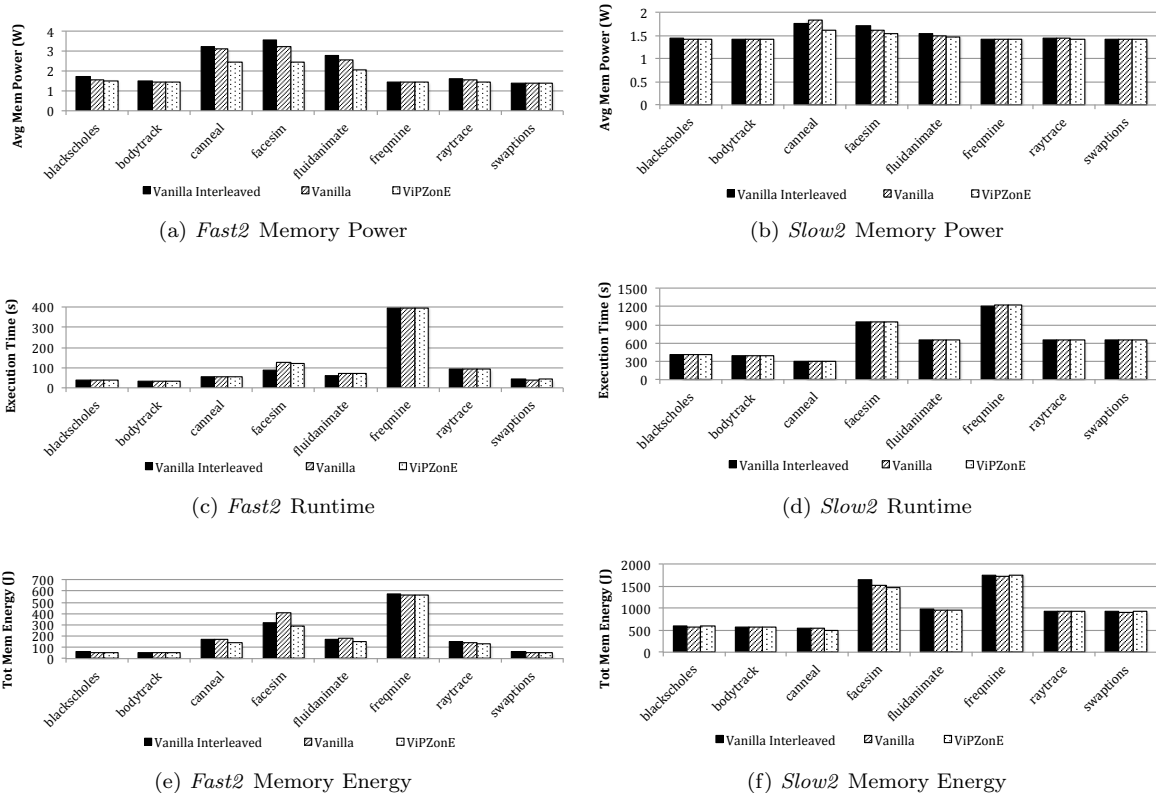 Avg Mem Power (W)
4
3
2
1
0
blackscholes
bodytrack
canneal
facesim
fluidanimate
freqmine
raytrace
swaptions
Vanilla Interleaved
Vanilla
ViPZonE
(a) Fast2 Memory Power
Avg Mem Power (W)
2
1.5
1
0.5
0
blackscholes
bodytrack
canneal
facesim
fluidanimate
freqmine
raytrace
swaptions
Vanilla Interleaved
Vanilla
ViPZonE
(b) Slow2 Memory Power
Execution Time (s)
400
300
200
100
0
blackscholes
bodytrack
canneal
facesim
fluidanimate
freqmine
raytrace
swaptions
Vanilla Interleaved
Vanilla
ViPZonE
(c) Fast2 Runtime
Execution Time (s)
1500
1200
900
600
300
0
blackscholes
bodytrack
canneal
facesim
fluidanimate
freqmine
raytrace
swaptions
Vanilla Interleaved
Vanilla
ViPZonE
(d) Slow2 Runtime
Tot Mem Energy (J)
700
600
500
400
300
200
100
0
blackscholes
bodytrack
canneal
facesim
fluidanimate
freqmine
raytrace
swaptions
Vanilla Interleaved
Vanilla
ViPZonE
(e) Fast2 Memory Energy
Tot Mem Energy (J)
2000
1500
1000
500
0
blackscholes
bodytrack
canneal
facesim
fluidanimate
freqmine
raytrace
swaptions
Vanilla Interleaved
Vanilla
ViPZonE
(f) Slow2 Memory Energy